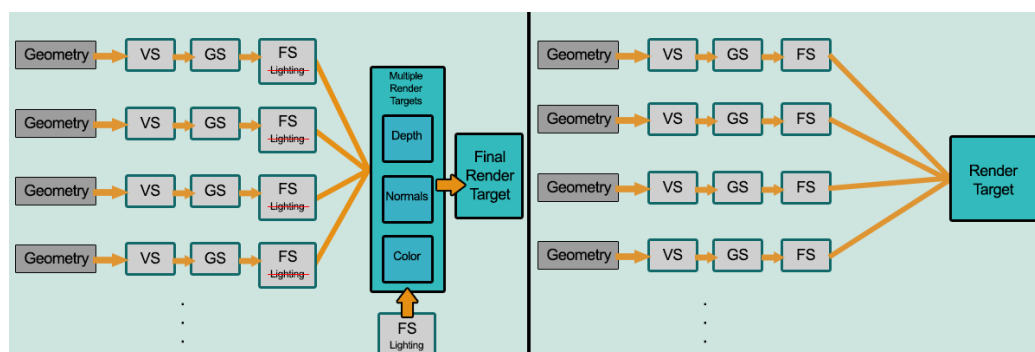 Geometry
VS
GS
FS
Lighting
Geometry
VS
GS
FS
Lighting
Geometry
VS
GS
FS
Lighting
Geometry
VS
GS
FS
Lighting
Multiple
Render
Targets
Depth
Normals
Color
FS
Lighting
Final
Render
Target
Geometry
VS
GS
FS
Geometry
VS
GS
FS
Geometry
VS
GS
FS
Geometry
VS
GS
FS
Render
Target